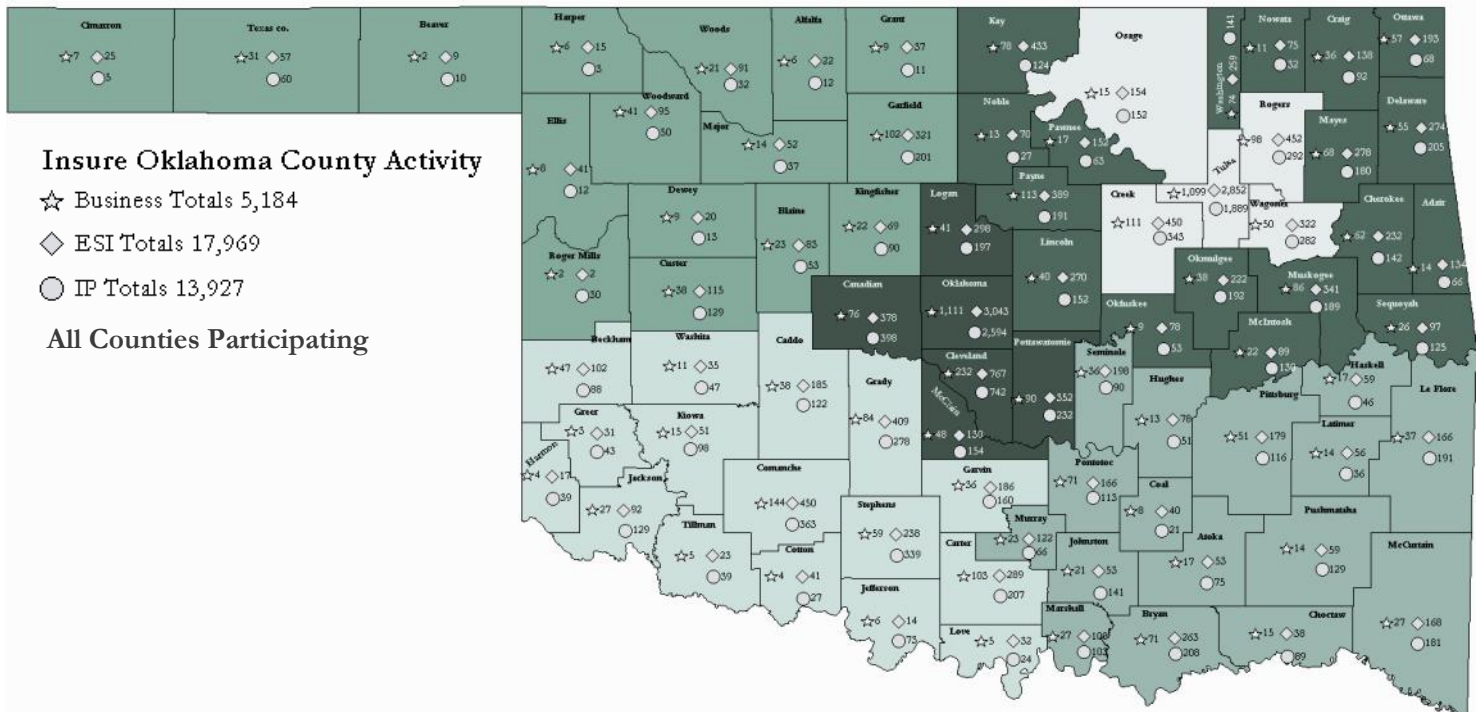 Cimarron
7 25
5
Texas co.
31 57
60
Beaver
2 9
10
Harper
6 15
3
Woods
21 91
32
Alfalfa
6 22
12
Grant
9 37
11
Kay
78 433
124
Osage
15 154
152
Washington
74 259
141
Nowata
11 75
32
Craig
36 138
92
Ottawa
57 193
68
Ellis
8 41
12
Woodward
41 95
50
Major
14 52
37
Garfield
102 321
201
Noble
13 70
27
Pawnee
17 152
63
Rogers
98 452
292
Mayes
68 278
180
Delaware
55 274
205
Insure Oklahoma County Activity
Business Totals 5,184
ESI Totals 17,969
IP Totals 13,927
All Counties Participating
Roger Mills
2 2
30
Dewey
9 20
13
Custer
38 115
129
Blaine
23 83
53
Kingfisher
22 69
90
Logan
41 298
197
Payne
113 389
191
Lincoln
40 270
152
Creek
111 450
343
Tulsa
1,099 2,852
1,889
Wagoner
50 322
282
Cherokee
62 232
142
Adair
14 134
66
Canadian
76 378
398
Oklahoma
1,111 3,043
2,594
Okfuskee
9 78
53
Okmulgee
38 222
192
Muskogee
86 341
189
McIntosh
22 89
Sequoyah
26 97
125
Beckham
47 102
88
Washita
11 35
47
Caddo
38 185
122
Grady
84 409
278
Cleveland
232 767
742
McClain
48 130
154
Pottawatomie
90 352
232
Seminole
36 198
90
Hughes
13 78
51
Pittsburg
51 179
116
Haskell
17 59
46
Le Flore
37 166
191
Latimer
14 56
36
Greer
3 31
43
Harmon
4 17
39
Kiowa
15 51
98
Jackson
27 92
129
Tillman
5 23
39
Comanche
144 450
363
Cotton
4 41
27
Stephens
59 238
339
Jefferson
6 14
73
Garvin
36 186
160
Murray
23 122
66
Carter
103 289
207
Love
5 32
24
Pontotoc
71 166
113
Johnston
21 53
141
Coal
8 40
21
Atoka
17 53
75
Pushmataha
14 59
129
McCurtain
27 168
181
Marshall
27 108
103
Bryan
71 263
208
Choctaw
15 38
89